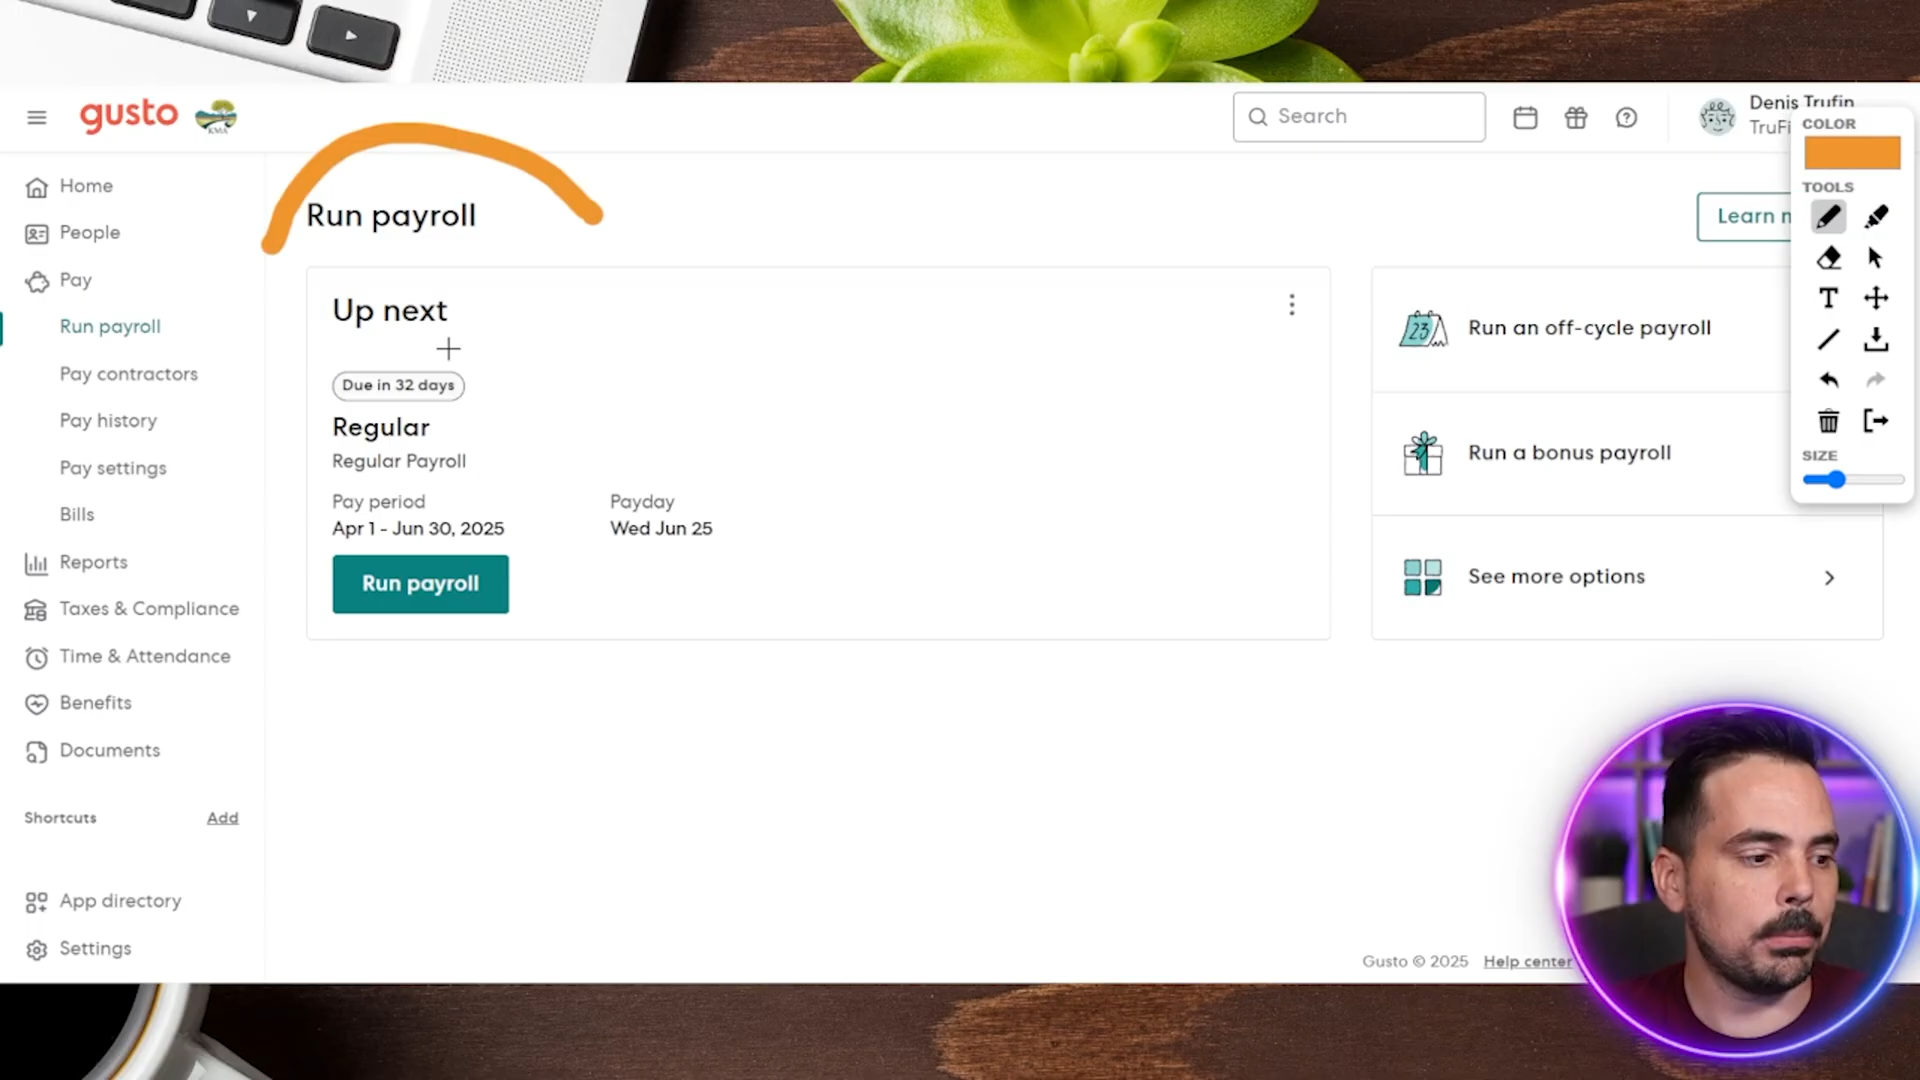 gusto
KMA
Search
Denis Trufin
TruFi
COLOR
TOOLS
SIZE
Home
People
Pay
Run payroll
Pay contractors
Pay history
Pay settings
Bills
Reports
Taxes & Compliance
Time & Attendance
Benefits
Documents
Shortcuts
Add
App directory
Settings
Run payroll
Learn
Up next
Due in 32 days
Regular
Regular Payroll
Pay period
Apr 1 - Jun 30, 2025
Payday
Wed Jun 25
Run payroll
23
Run an off-cycle payroll
Run a bonus payroll
See more options
Gusto © 2025
Help center